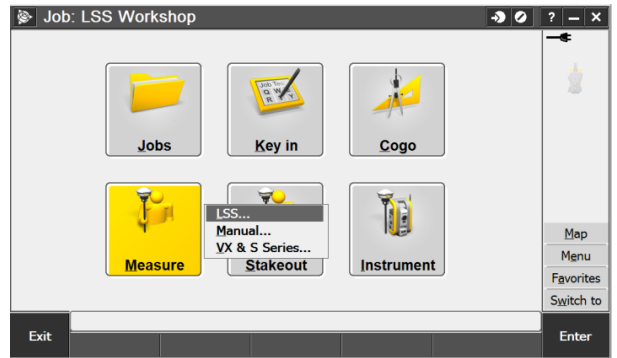 Job: LSS Workshop
? — ×
Jobs
Key in
Cogo
LSS...
Manual...
VX & S Series...
Measure
Stakeout
Instrument
Map
Menu
Favorites
Switch to
Exit
Enter